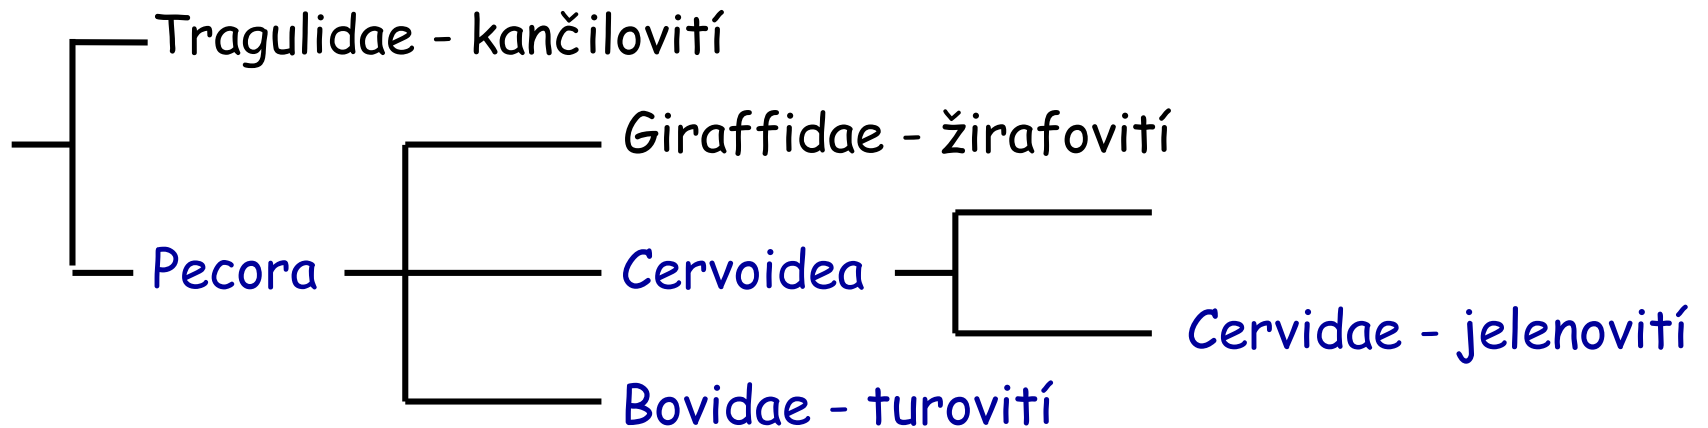 Tragulidae - kančilovití
Giraffidae - žirafovití
Pecora
Cervoidea
Cervidae - jelenovití
Bovidae - turovití